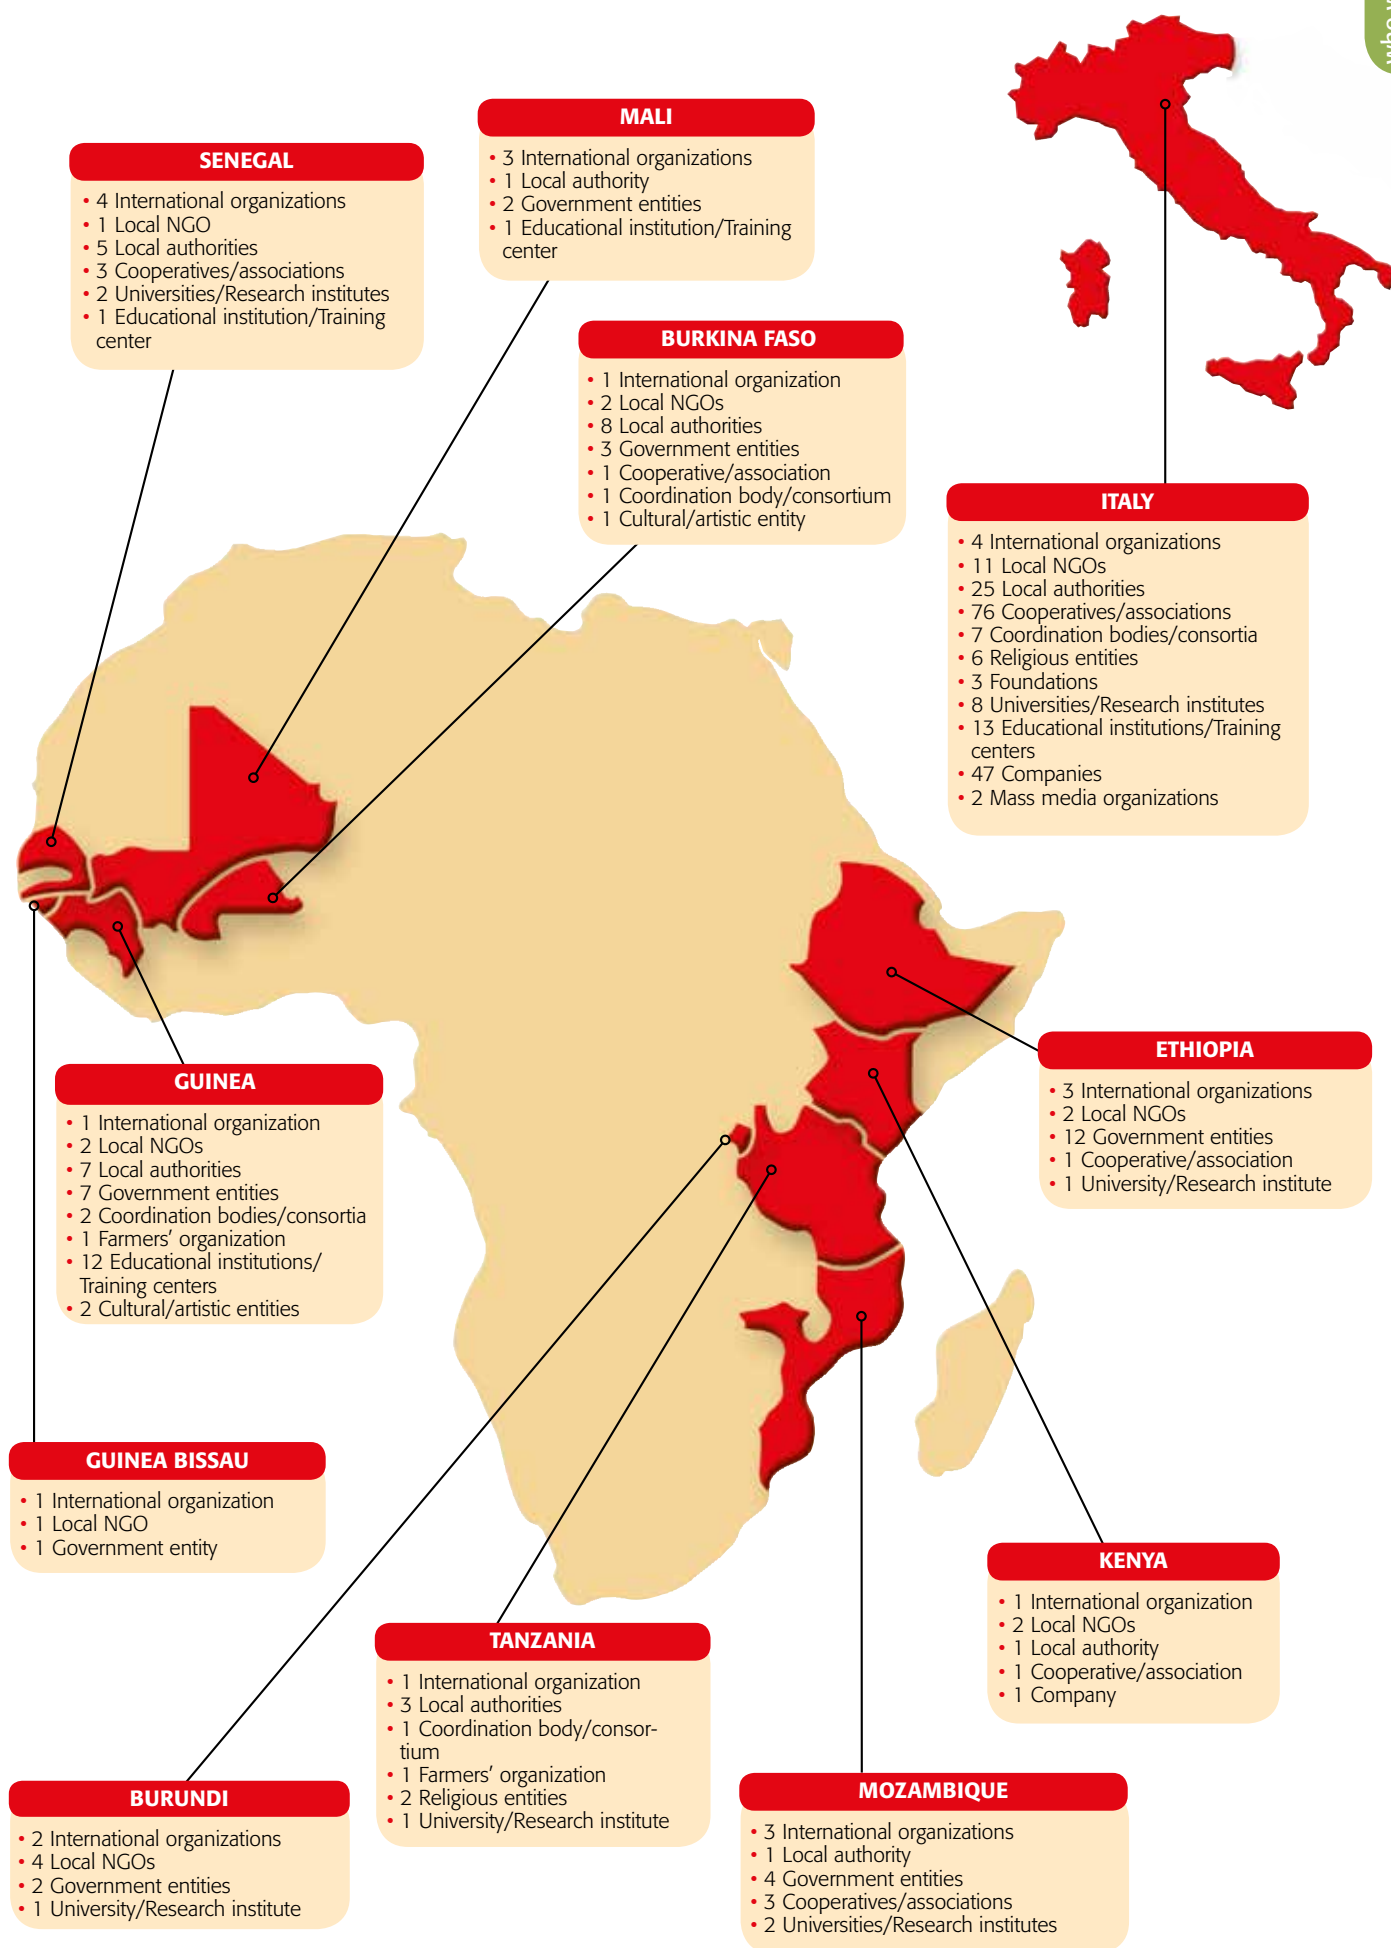 SENEGAL
• 4 International organizations
• 1 Local NGO
• 5 Local authorities
• 3 Cooperatives/associations
• 2 Universities/Research institutes
• 1 Educational institution/Training
center
MALI
• 3 International organizations
• 1 Local authority
• 2 Government entities
• 1 Educational institution/Training
center
BURKINA FASO
• 1 International organization
• 2 Local NGOs
• 8 Local authorities
• 3 Government entities
• 1 Cooperative/association
• 1 Coordination body/consortium
• 1 Cultural/artistic entity
ITALY
• 4 International organizations
• 11 Local NGOs
• 25 Local authorities
• 76 Cooperatives/associations
• 7 Coordination bodies/consortia
• 6 Religious entities
• 3 Foundations
• 8 Universities/Research institutes
• 13 Educational institutions/Training
centers
• 47 Companies
• 2 Mass media organizations
GUINEA
• 1 International organization
• 2 Local NGOs
• 7 Local authorities
• 7 Government entities
• 2 Coordination bodies/consortia
• 1 Farmers' organization
• 12 Educational institutions/
Training centers
• 2 Cultural/artistic entities
ETHIOPIA
• 3 International organizations
• 2 Local NGOs
• 12 Government entities
• 1 Cooperative/association
• 1 University/Research institute
GUINEA BISSAU
• 1 International organization
• 1 Local NGO
• 1 Government entity
KENYA
• 1 International organization
• 2 Local NGOs
• 1 Local authority
• 1 Cooperative/association
• 1 Company
TANZANIA
• 1 International organization
• 3 Local authorities
• 1 Coordination body/consor-
tium
• 1 Farmers' organization
• 2 Religious entities
• 1 University/Research institute
BURUNDI
• 2 International organizations
• 4 Local NGOs
• 2 Government entities
• 1 University/Research institute
MOZAMBIQUE
• 3 International organizations
• 1 Local authority
• 4 Government entities
• 3 Cooperatives/associations
• 2 Universities/Research institutes